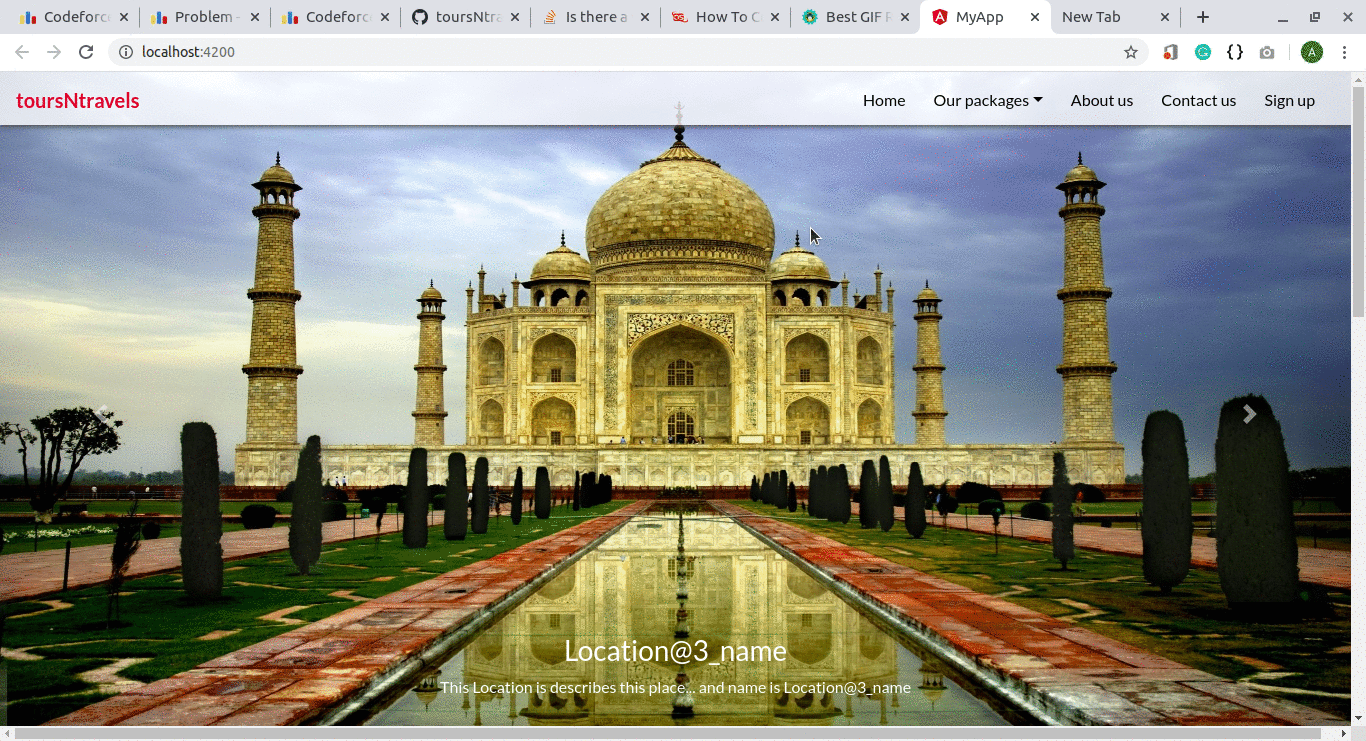 Codeforc
Problem -
Codeforc
toursNtra
Is there a
How To C
Best GIF R
MyApp
New Tab
localhost:4200
A
toursNtravels
Home
Our packages
About us
Contact us
Sign up
Location@3_name
This Location is describes this place... and name is Location@3_name